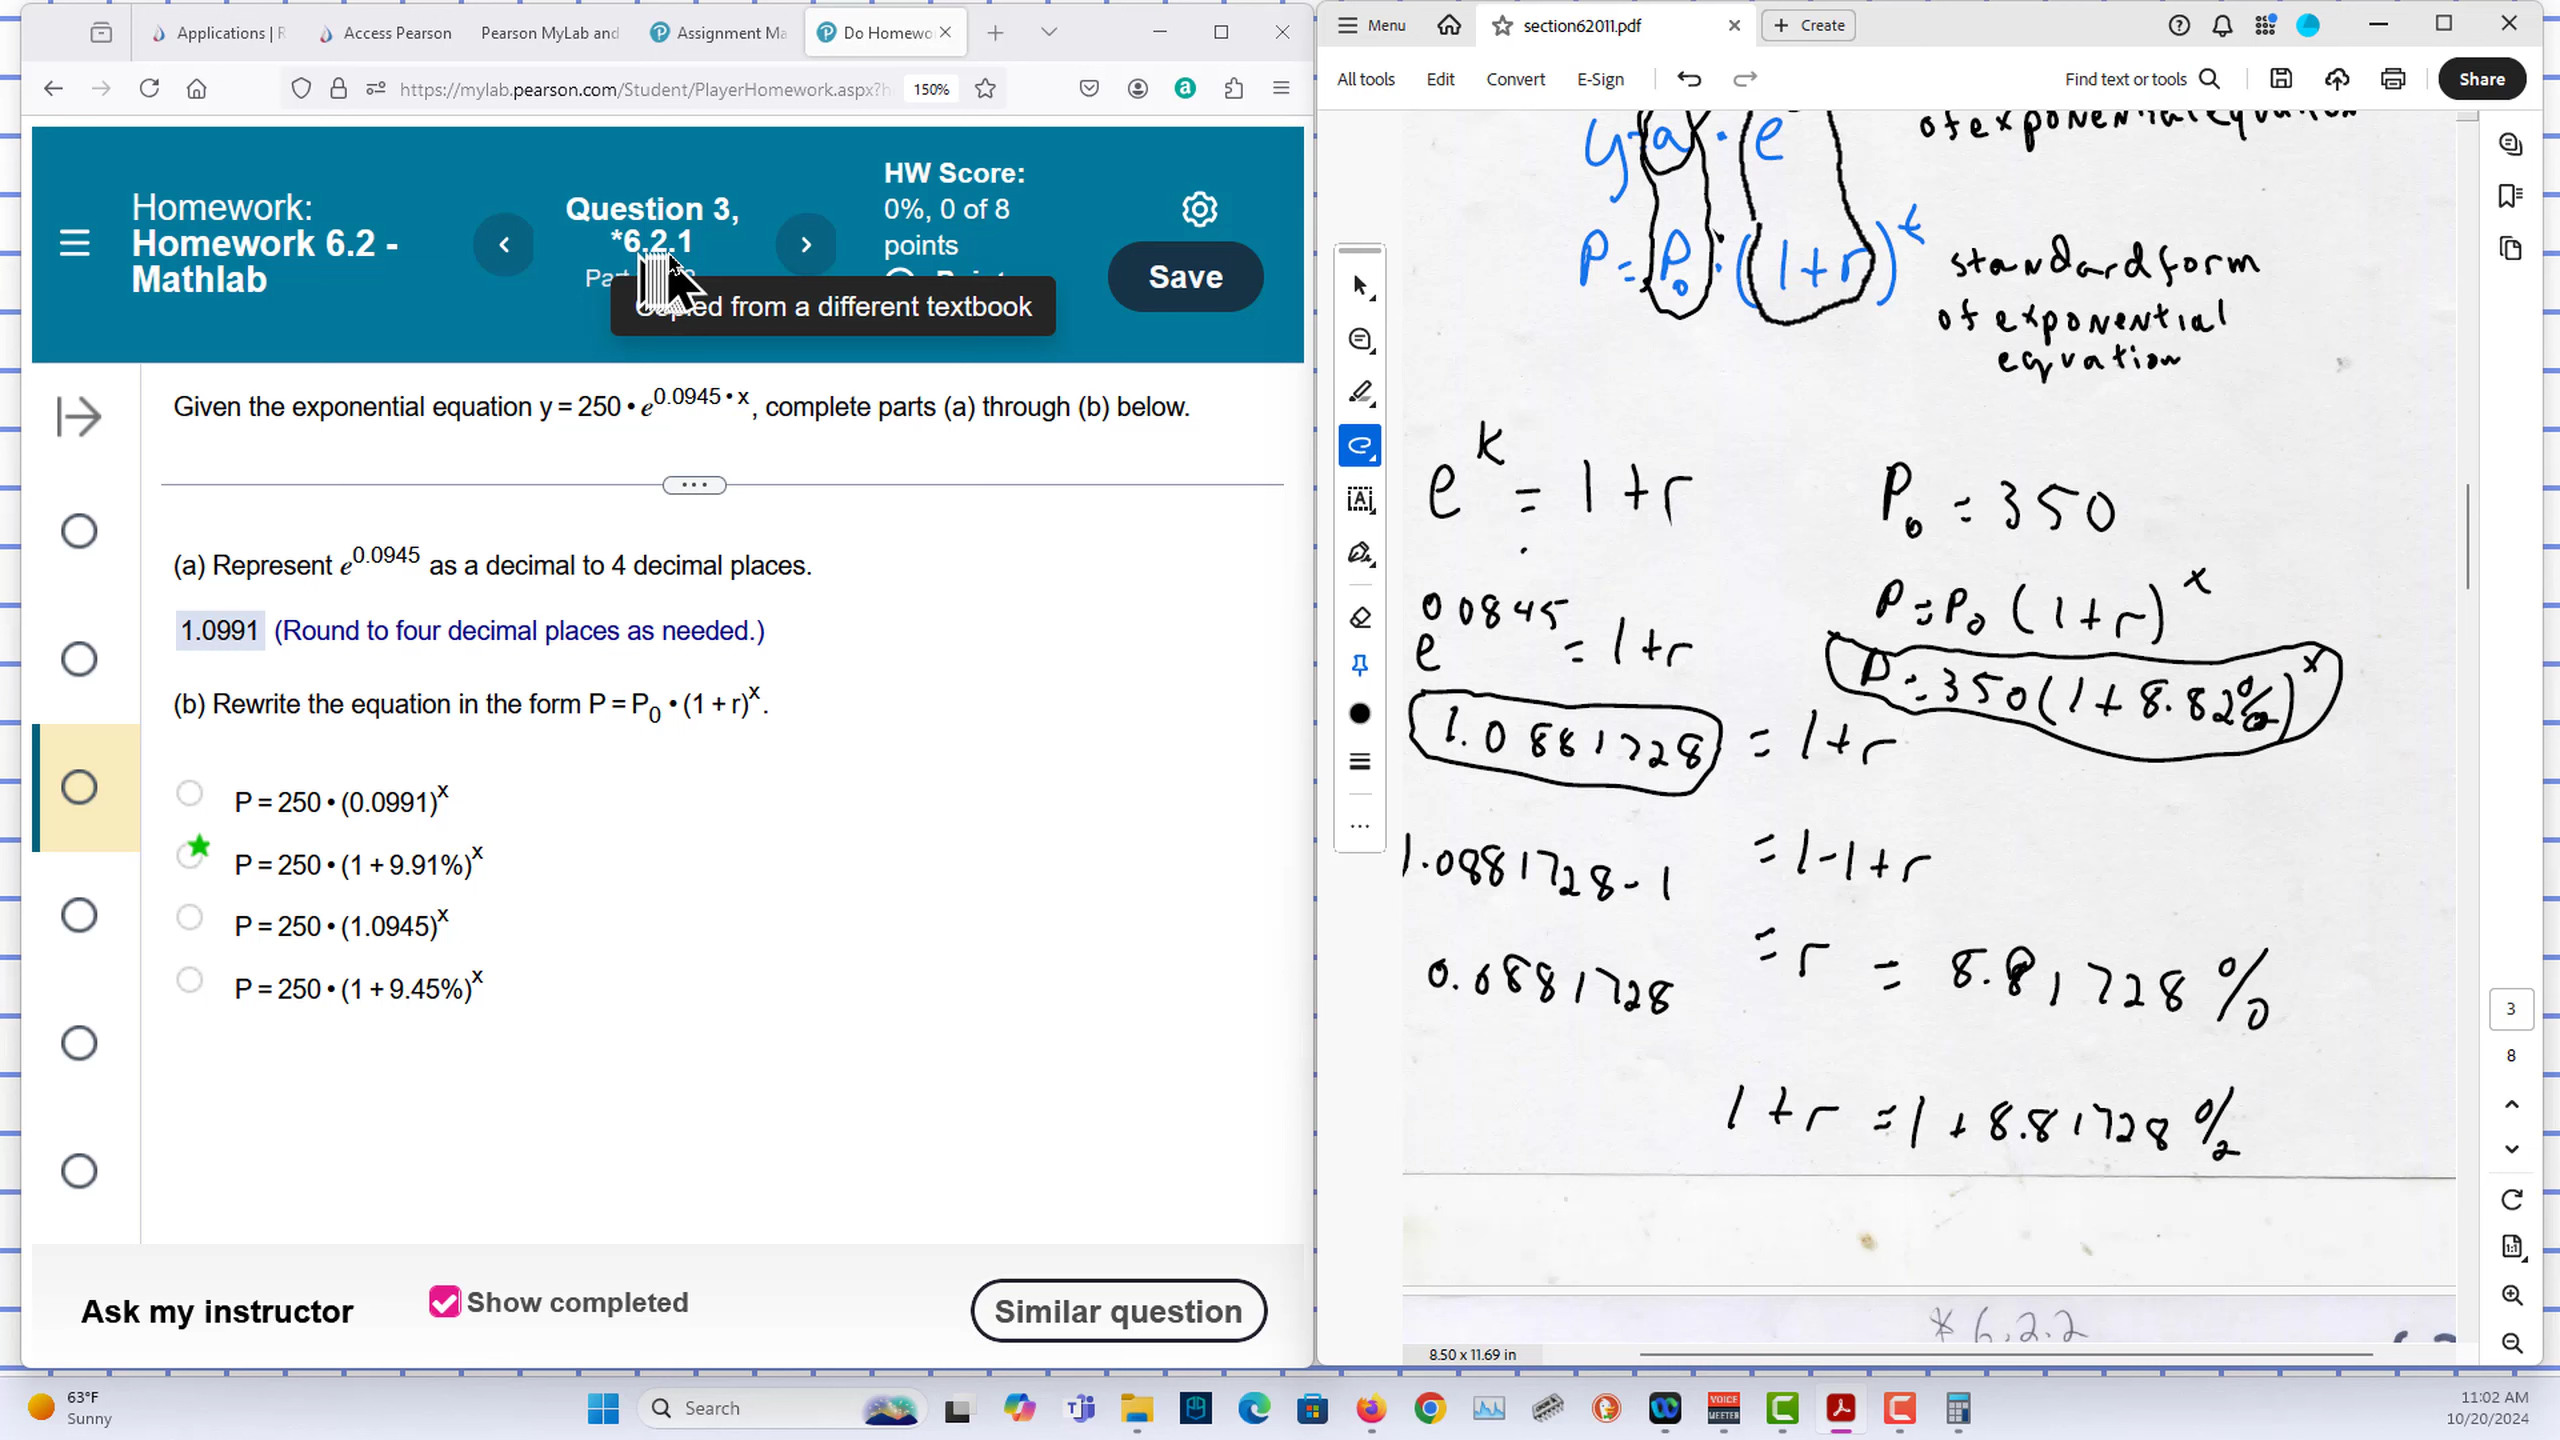 Applications | R
Access Pearson
Pearson MyLab and
Assignment Ma
Do Homewo
https://mylab.pearson.com/Student/PlayerHomework.aspx?h
150%
Homework:
Homework 6.2 -
Mathlab
Question 3,
*6.2.1
HW Score:
0%, 0 of 8
points
Save
Copied from a different textbook
Given the exponential equation y = 250 • e^0.0945 • x, complete parts (a) through (b) below.
(a) Represent e^0.0945 as a decimal to 4 decimal places.
1.0991 (Round to four decimal places as needed.)
(b) Rewrite the equation in the form P = P₀ • (1 + r)^x.
P = 250 • (0.0991)^x
P = 250 • (1 + 9.91%)^x
P = 250 • (1.0945)^x
P = 250 • (1 + 9.45%)^x
Ask my instructor
Show completed
Similar question
Menu
section62011.pdf
Create
All tools
Edit
Convert
E-Sign
Find text or tools
Share
of exponential equation
y = a • e
P = P₀ • (1+r)^t
standard form
of exponential
equation
e^k = 1+r
P₀ = 350
e^0.0845 = 1+r
P = P₀ (1+r)^x
P = 350(1 + 8.82%)^x
1.0881728 = 1+r
1.0881728 - 1 = 1-1+r
0.0881728 = r = 8.81728%
1+r = 1 + 8.81728%
* 6.2.2
8.50 x 11.69 in
3
8
63°F
Sunny
Search
11:02 AM
10/20/2024